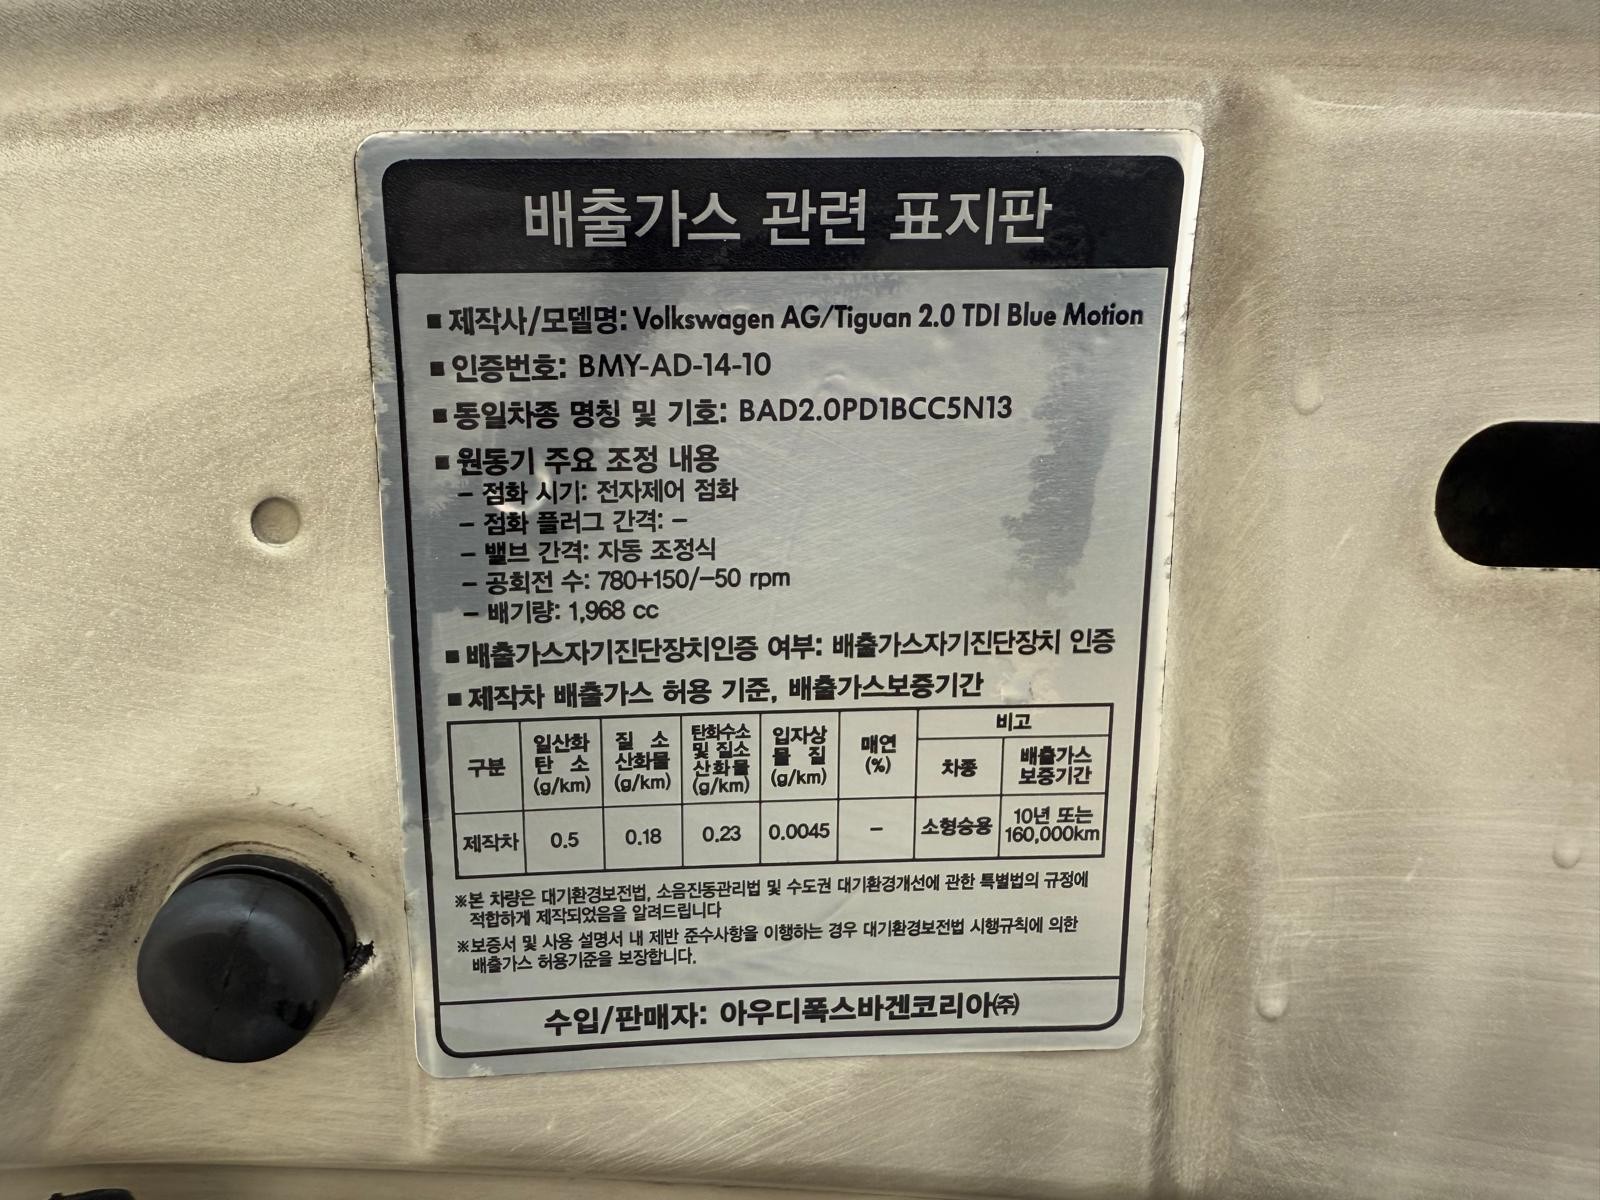 배출가스 관련 표지판
■ 제작사/모델명: Volkswagen AG/Tiguan 2.0 TDI Blue Motion
■ 인증번호: BMY-AD-14-10
■ 동일차종 명칭 및 기호: BAD2.0PD1BCC5N13
■ 원동기 주요 조정 내용
– 점화 시기: 전자제어 점화
– 점화 플러그 간격: –
– 밸브 간격: 자동 조정식
– 공회전 수: 780+150/–50 rpm
– 배기량: 1,968 cc
■ 배출가스자기진단장치인증 여부: 배출가스자기진단장치 인증
■ 제작차 배출가스 허용 기준, 배출가스보증기간
구분 일산화탄소 (g/km) 질소산화물 (g/km) 탄화수소 및 질소산화물 (g/km) 입자상물질 (g/km) 매연 (%) 비고
차종 배출가스 보증기간
제작차 0.5 0.18 0.23 0.0045 – 소형승용 10년 또는 160,000km
※본 차량은 대기환경보전법, 소음진동관리법 및 수도권 대기환경개선에 관한 특별법의 규정에
적합하게 제작되었음을 알려드립니다
※보증서 및 사용 설명서 내 제반 준수사항을 이행하는 경우 대기환경보전법 시행규칙에 의한
배출가스 허용기준을 보장합니다.
수입/판매자: 아우디폭스바겐코리아㈜